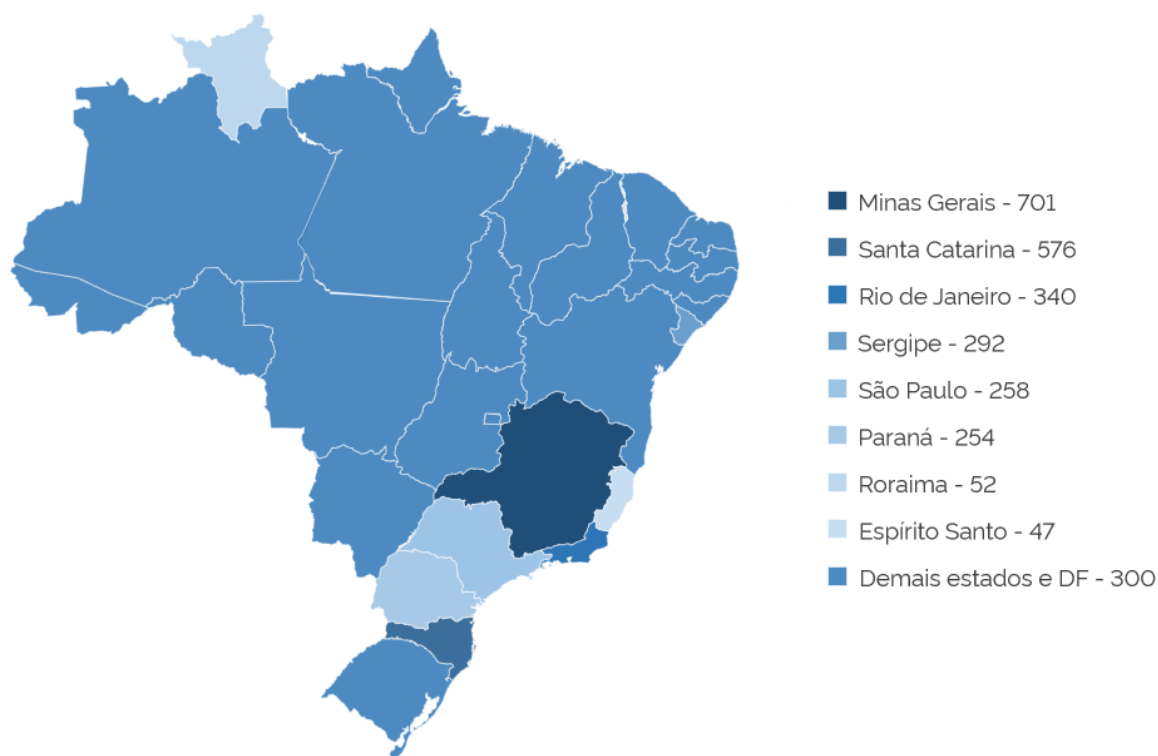 Minas Gerais - 701
Santa Catarina - 576
Rio de Janeiro - 340
Sergipe - 292
São Paulo - 258
Paraná - 254
Roraima - 52
Espírito Santo - 47
Demais estados e DF - 300